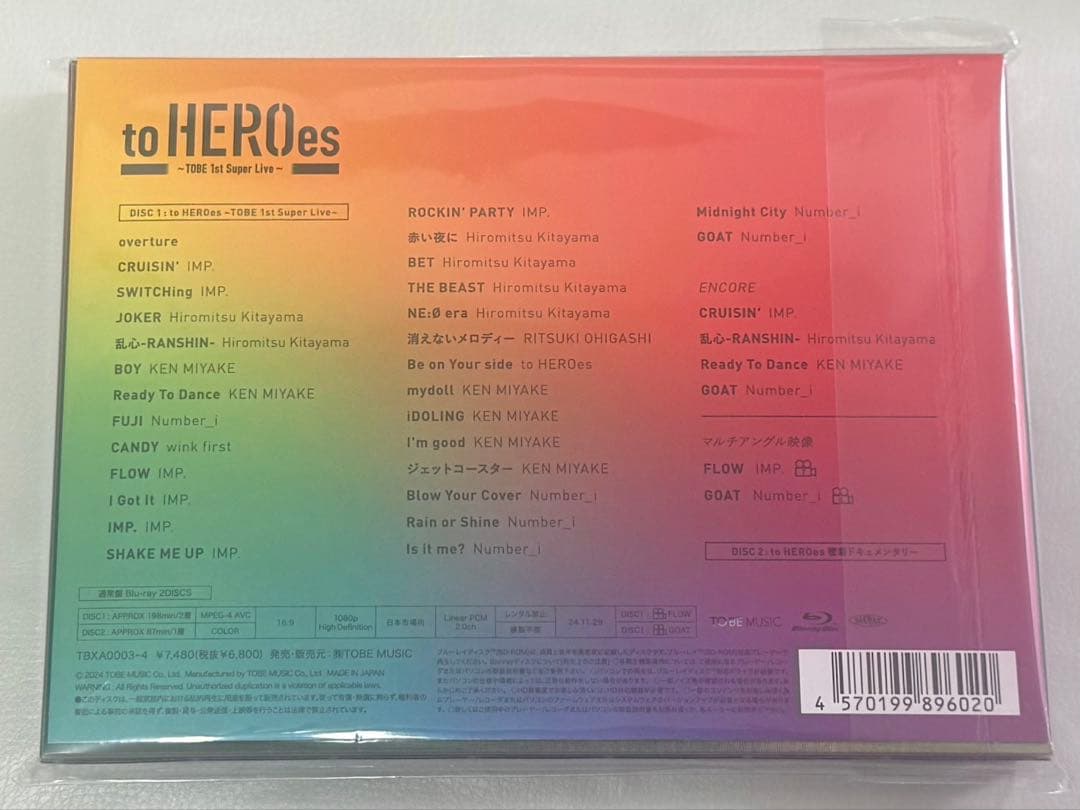 to HEROes
~TOBE 1st Super Live~
DISC 1 : to HEROes ~TOBE 1st Super Live~
overture
CRUISIN' IMP.
SWITCHing IMP.
JOKER Hiromitsu Kitayama
乱心-RANSHIN- Hiromitsu Kitayama
BOY KEN MIYAKE
Ready To Dance KEN MIYAKE
FUJI Number_i
CANDY wink first
FLOW IMP.
I Got It IMP.
IMP. IMP.
SHAKE ME UP IMP.
ROCKIN' PARTY IMP.
赤い夜に Hiromitsu Kitayama
BET Hiromitsu Kitayama
THE BEAST Hiromitsu Kitayama
NE:Ø era Hiromitsu Kitayama
消えないメロディー RITSUKI OHIGASHI
Be on Your side to HEROes
mydoll KEN MIYAKE
iDOLING KEN MIYAKE
I'm good KEN MIYAKE
ジェットコースター KEN MIYAKE
Blow Your Cover Number_i
Rain or Shine Number_i
Is it me? Number_i
Midnight City Number_i
GOAT Number_i
ENCORE
CRUISIN' IMP.
乱心-RANSHIN- Hiromitsu Kitayama
Ready To Dance KEN MIYAKE
GOAT Number_i
マルチアングル映像
FLOW IMP.
GOAT Number_i
DISC 2 : to HEROes 密着ドキュメンタリー
通常盤 Blu-ray 2DISCS
DISC1 : APPROX 198min/2層
DISC2 : APPROX 87min/1層
MPEG-4 AVC
COLOR
16:9
1080p
High Definition
日本市場向
Linear PCM
2.0ch
レンタル禁止
複製不能
24.11.29
DISC1 : FLOW
DISC1 : GOAT
TOBE MUSIC
Blu-ray Disc
TBXA0003-4 ¥7,480(税抜¥6,800) 発売・販売元:㈱TOBE MUSIC
© 2024 TOBE MUSIC Co., Ltd. Manufactured by TOBE MUSIC Co., Ltd. MADE IN JAPAN
WARNING : All Rights Reserved. Unauthorized duplication is a violation of applicable laws.
4 570199 896020